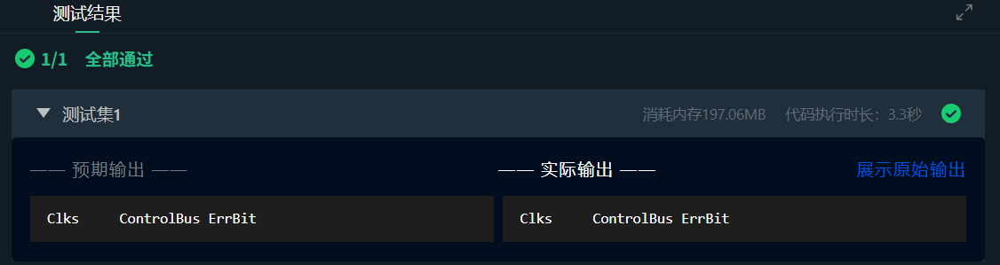 测试结果
1/1 全部通过
测试集1 消耗内存197.06MB 代码执行时长：3.3秒
—— 预期输出 —— —— 实际输出 —— 展示原始输出
Clks ControlBus ErrBit Clks ControlBus ErrBit